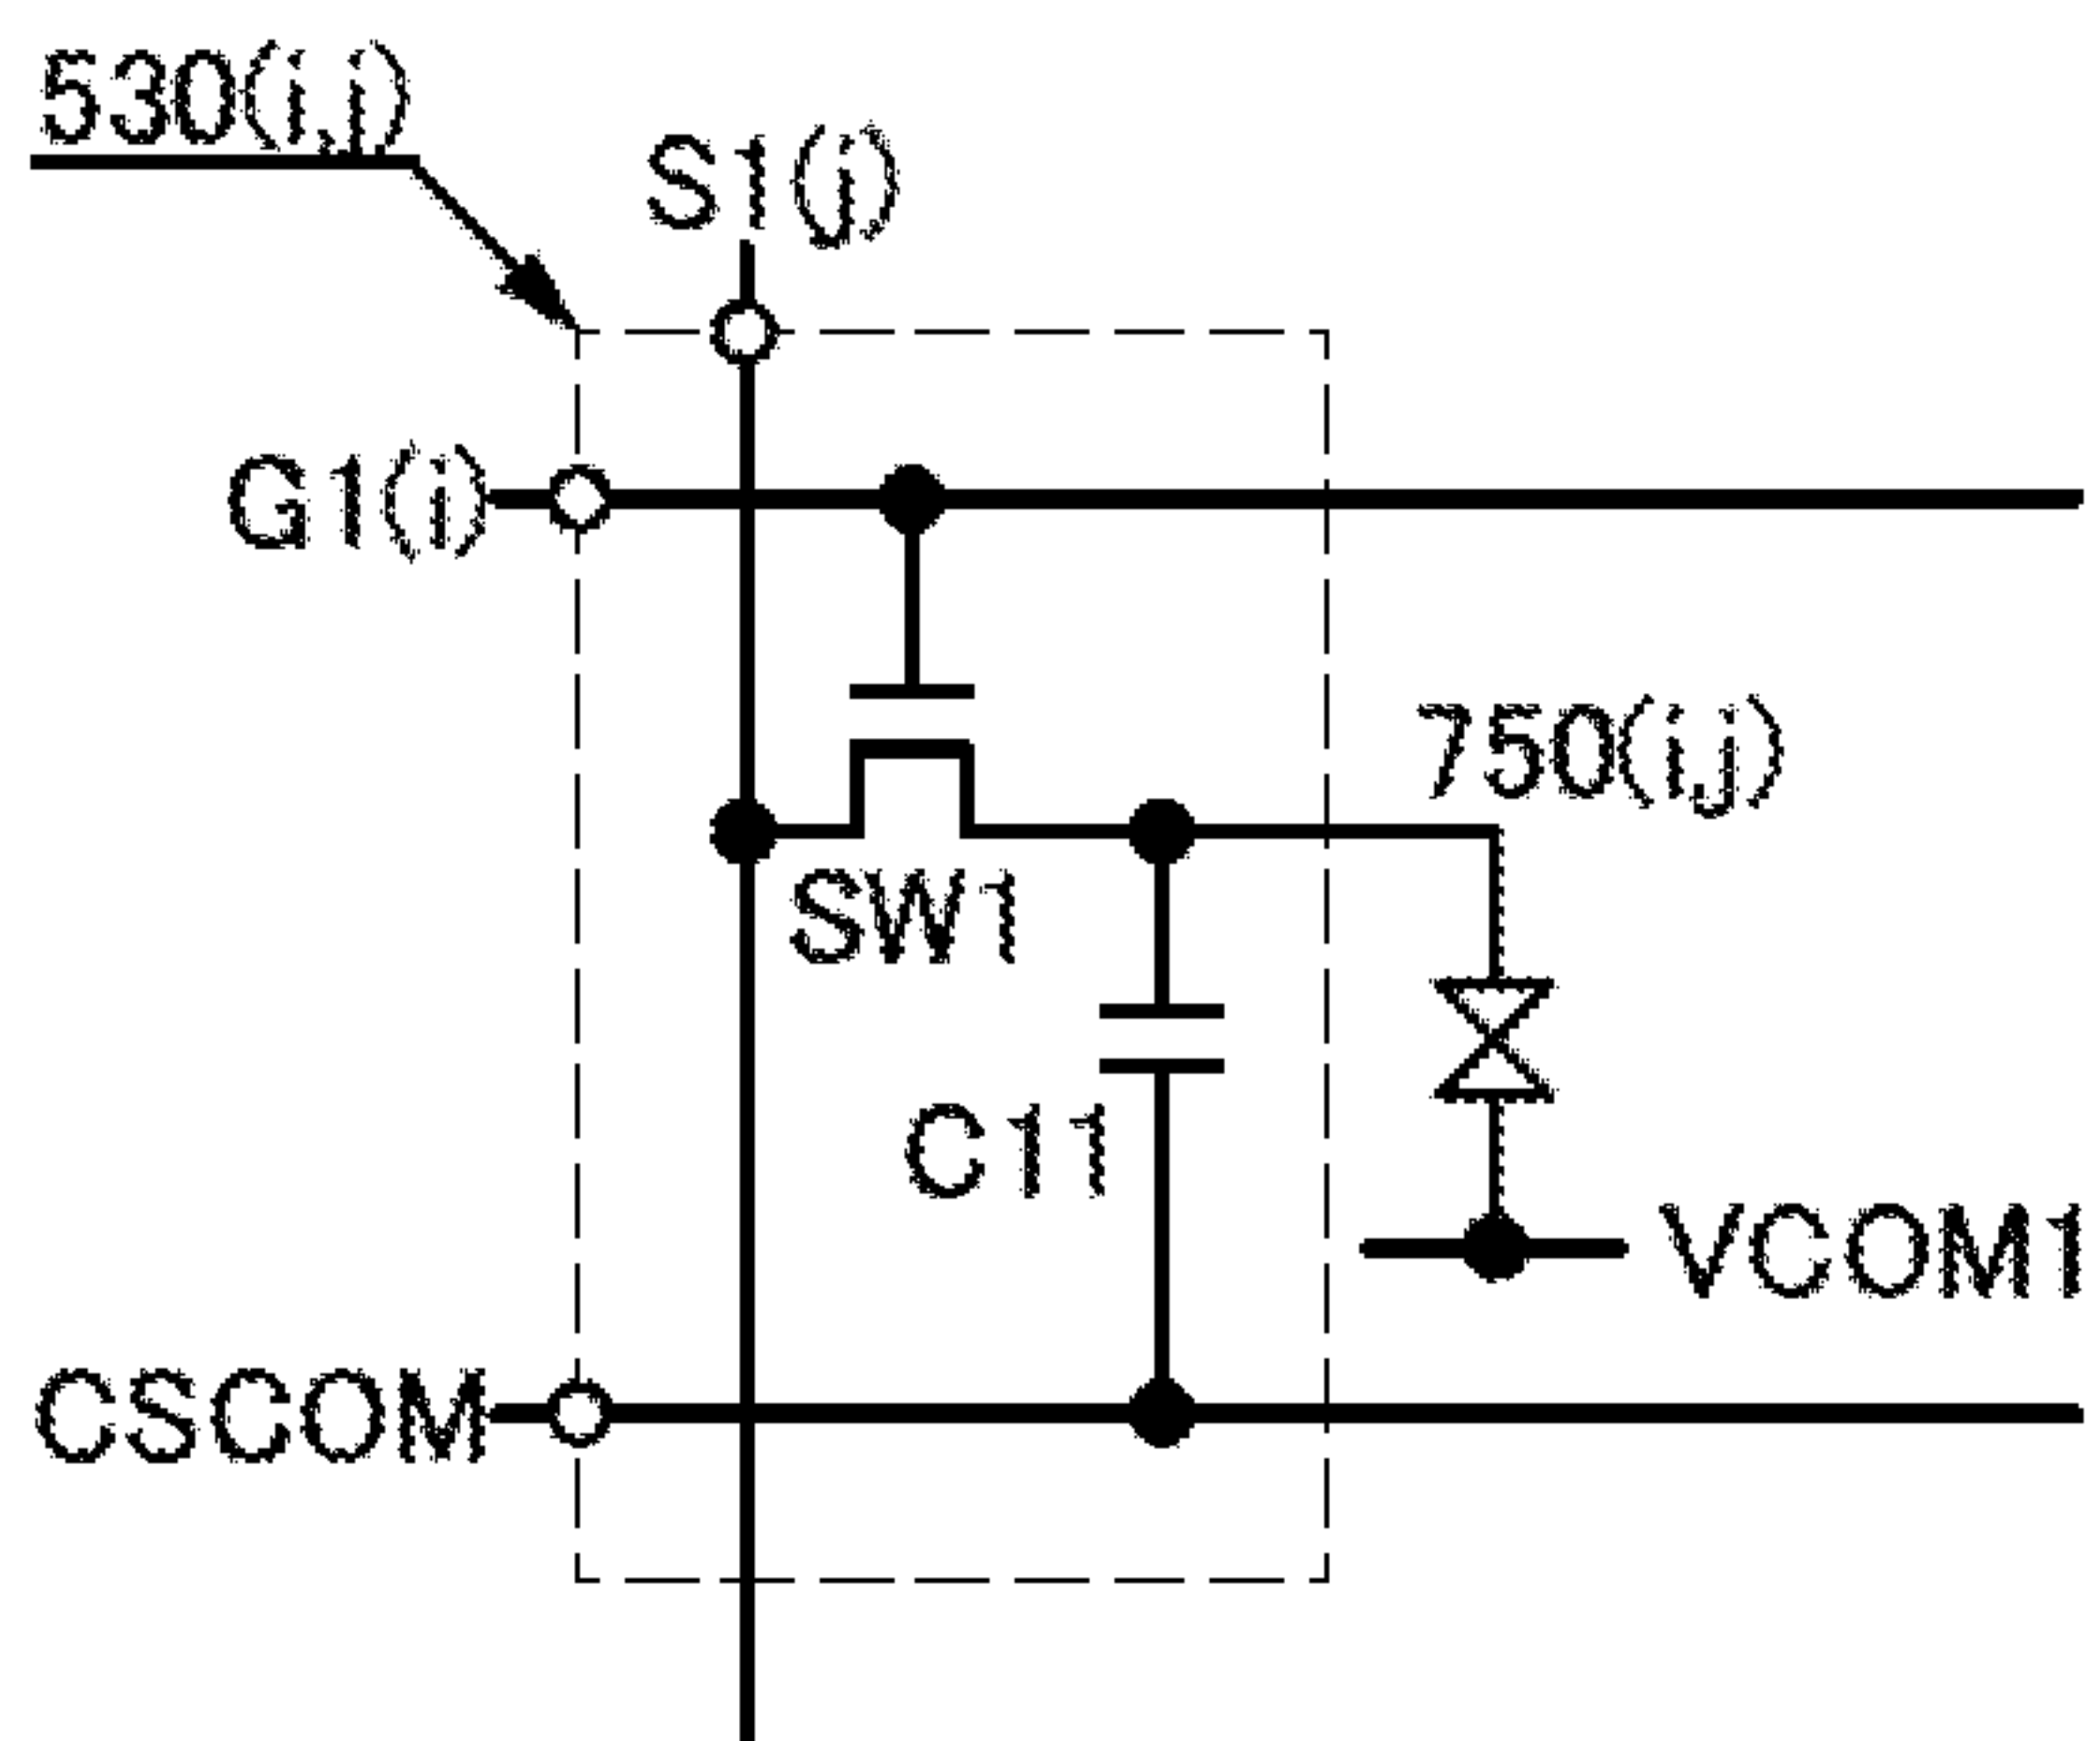 530(i,j)
S1(j)
G1(i)
750(i,j)
SW1
C11
VCOM1
CSCOM